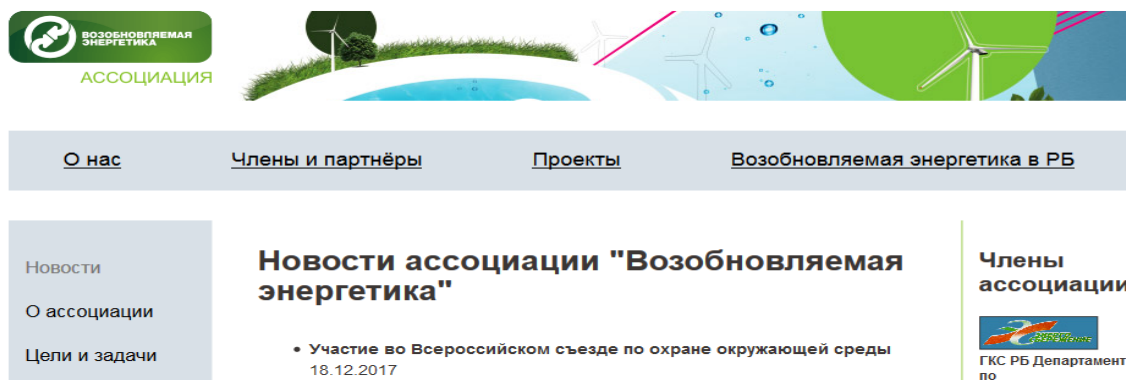 ВОЗОБНОВЛЯЕМАЯ
ЭНЕРГЕТИКА
АССОЦИАЦИЯ
О нас
Члены и партнёры
Проекты
Возобновляемая энергетика в РБ
Новости
О ассоциации
Цели и задачи
Новости ассоциации "Возобновляемая
энергетика"
• Участие во Всероссийском съезде по охране окружающей среды
18.12.2017
Члены
ассоциации
ГКС РБ Департамент
по